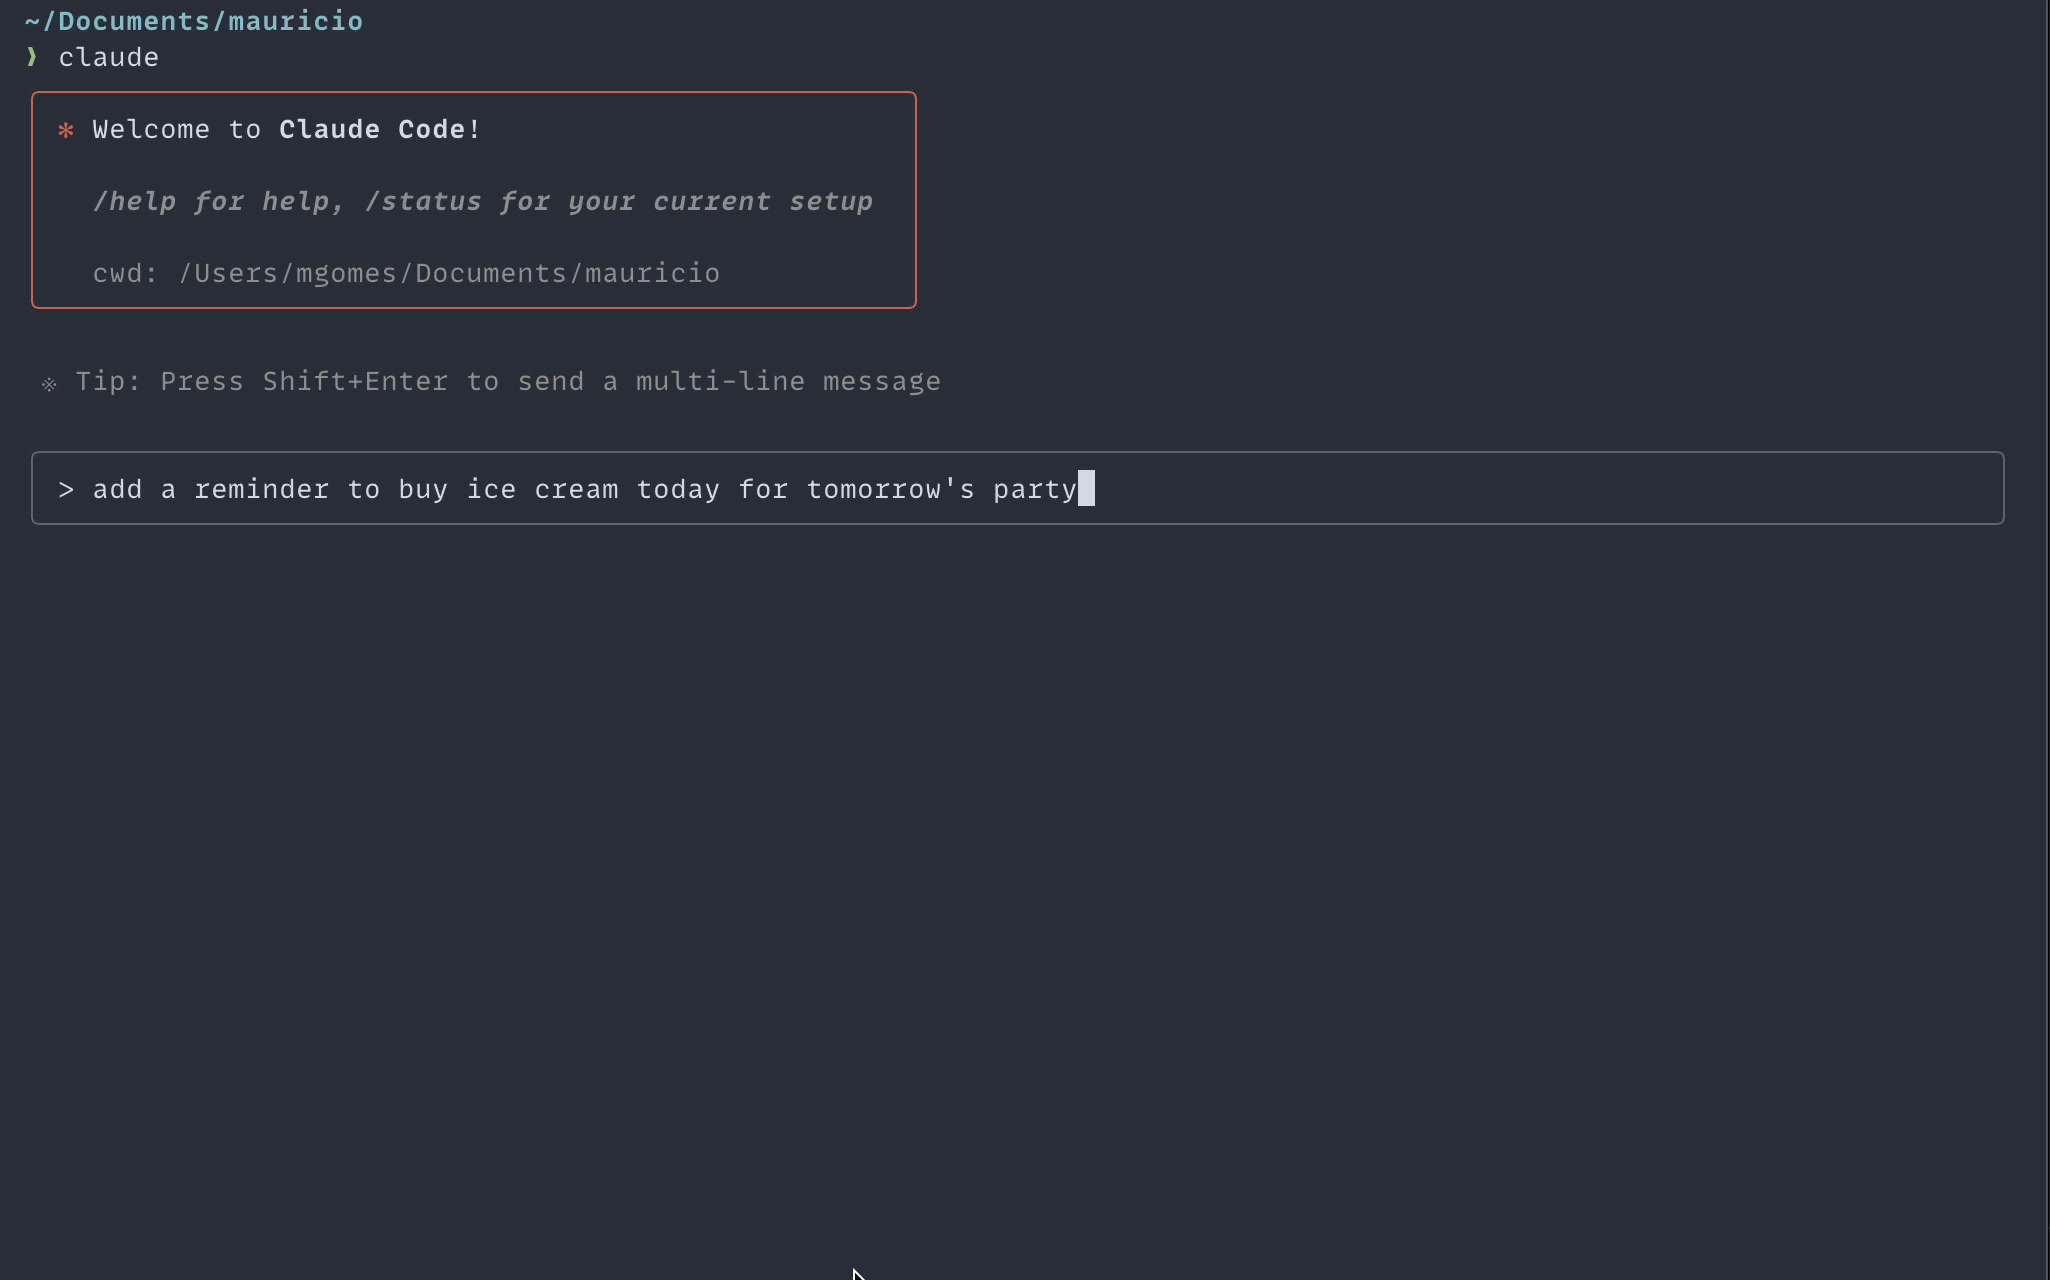 ~/Documents/mauricio
❯ claude
✻ Welcome to Claude Code!
/help for help, /status for your current setup
cwd: /Users/mgomes/Documents/mauricio
※ Tip: Press Shift+Enter to send a multi-line message
> add a reminder to buy ice cream today for tomorrow's party